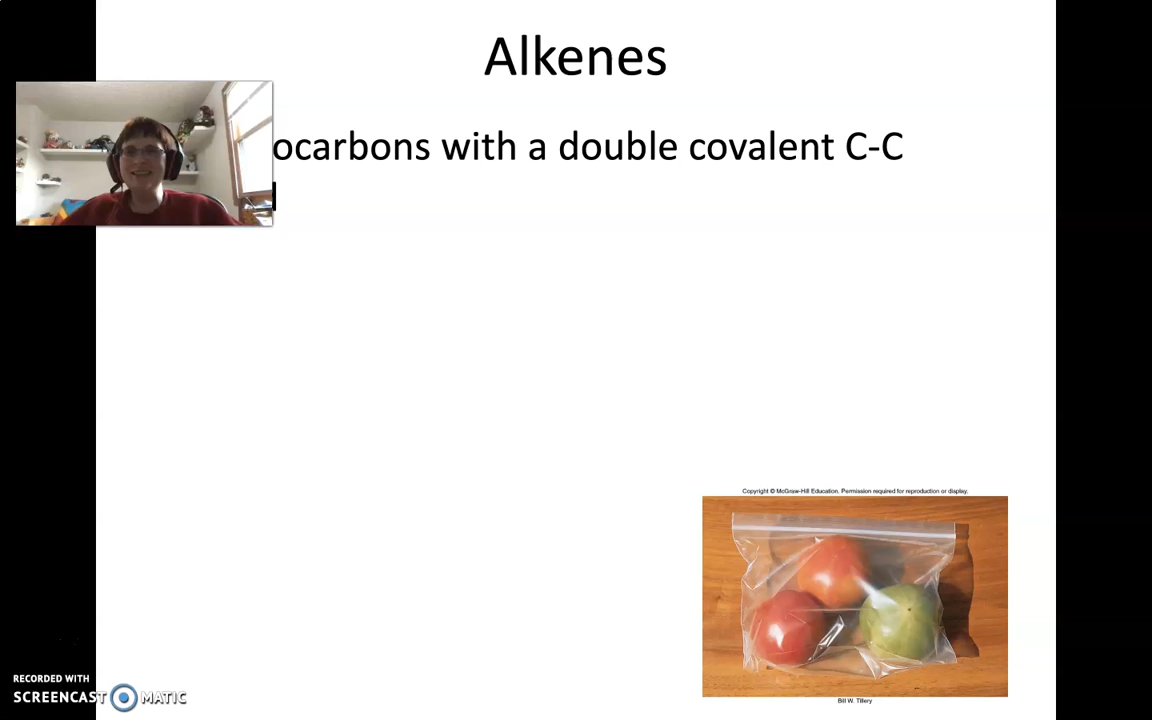 Alkenes
ocarbons with a double covalent C-C
Copyright © McGraw-Hill Education. Permission required for reproduction or display.
Bill W. Tillery
RECORDED WITH
SCREENCAST MATIC